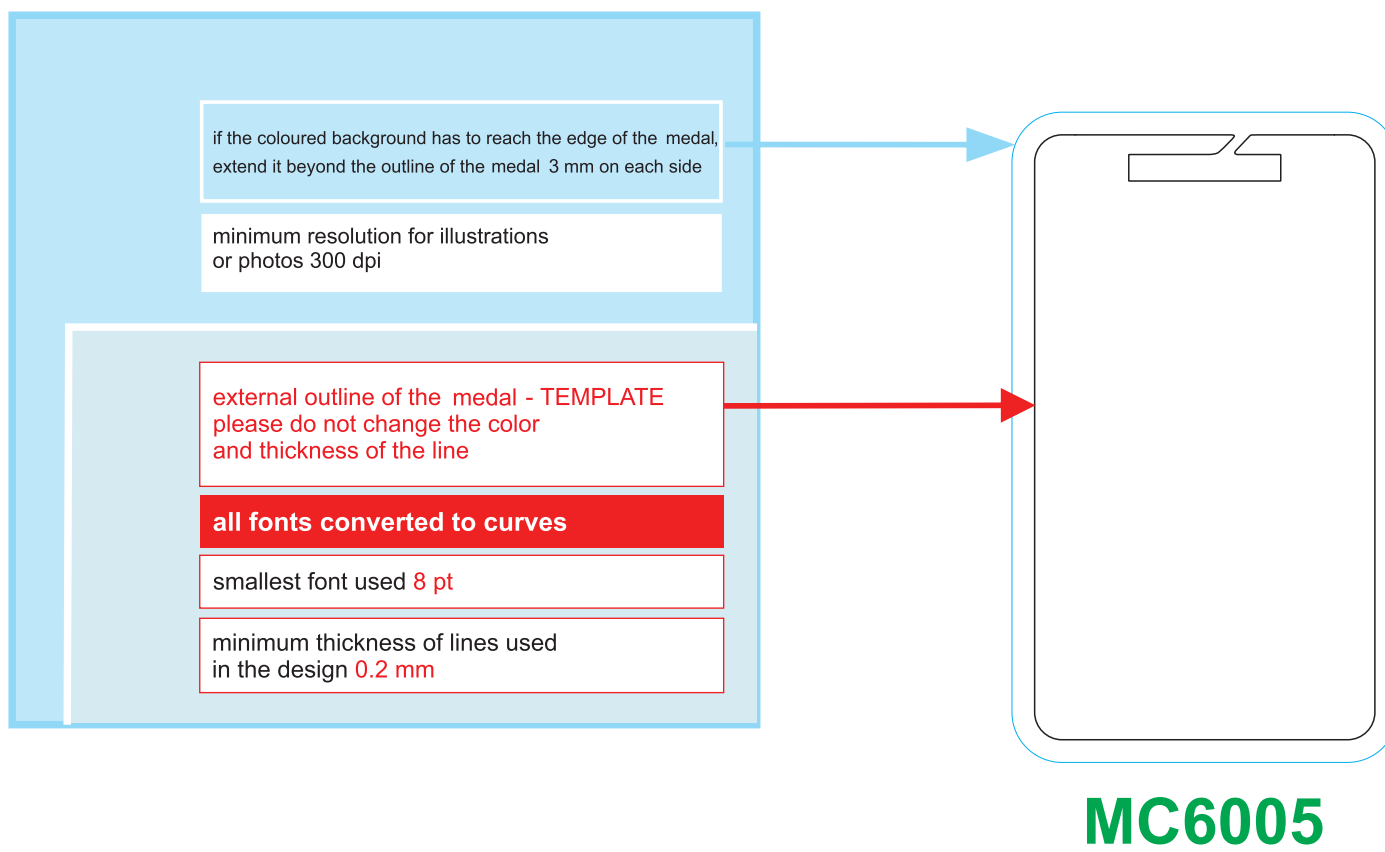 if the coloured background has to reach the edge of the medal,
extend it beyond the outline of the medal 3 mm on each side
minimum resolution for illustrations
or photos 300 dpi
external outline of the medal - TEMPLATE
please do not change the color
and thickness of the line
all fonts converted to curves
smallest font used 8 pt
minimum thickness of lines used
in the design 0.2 mm
MC6005